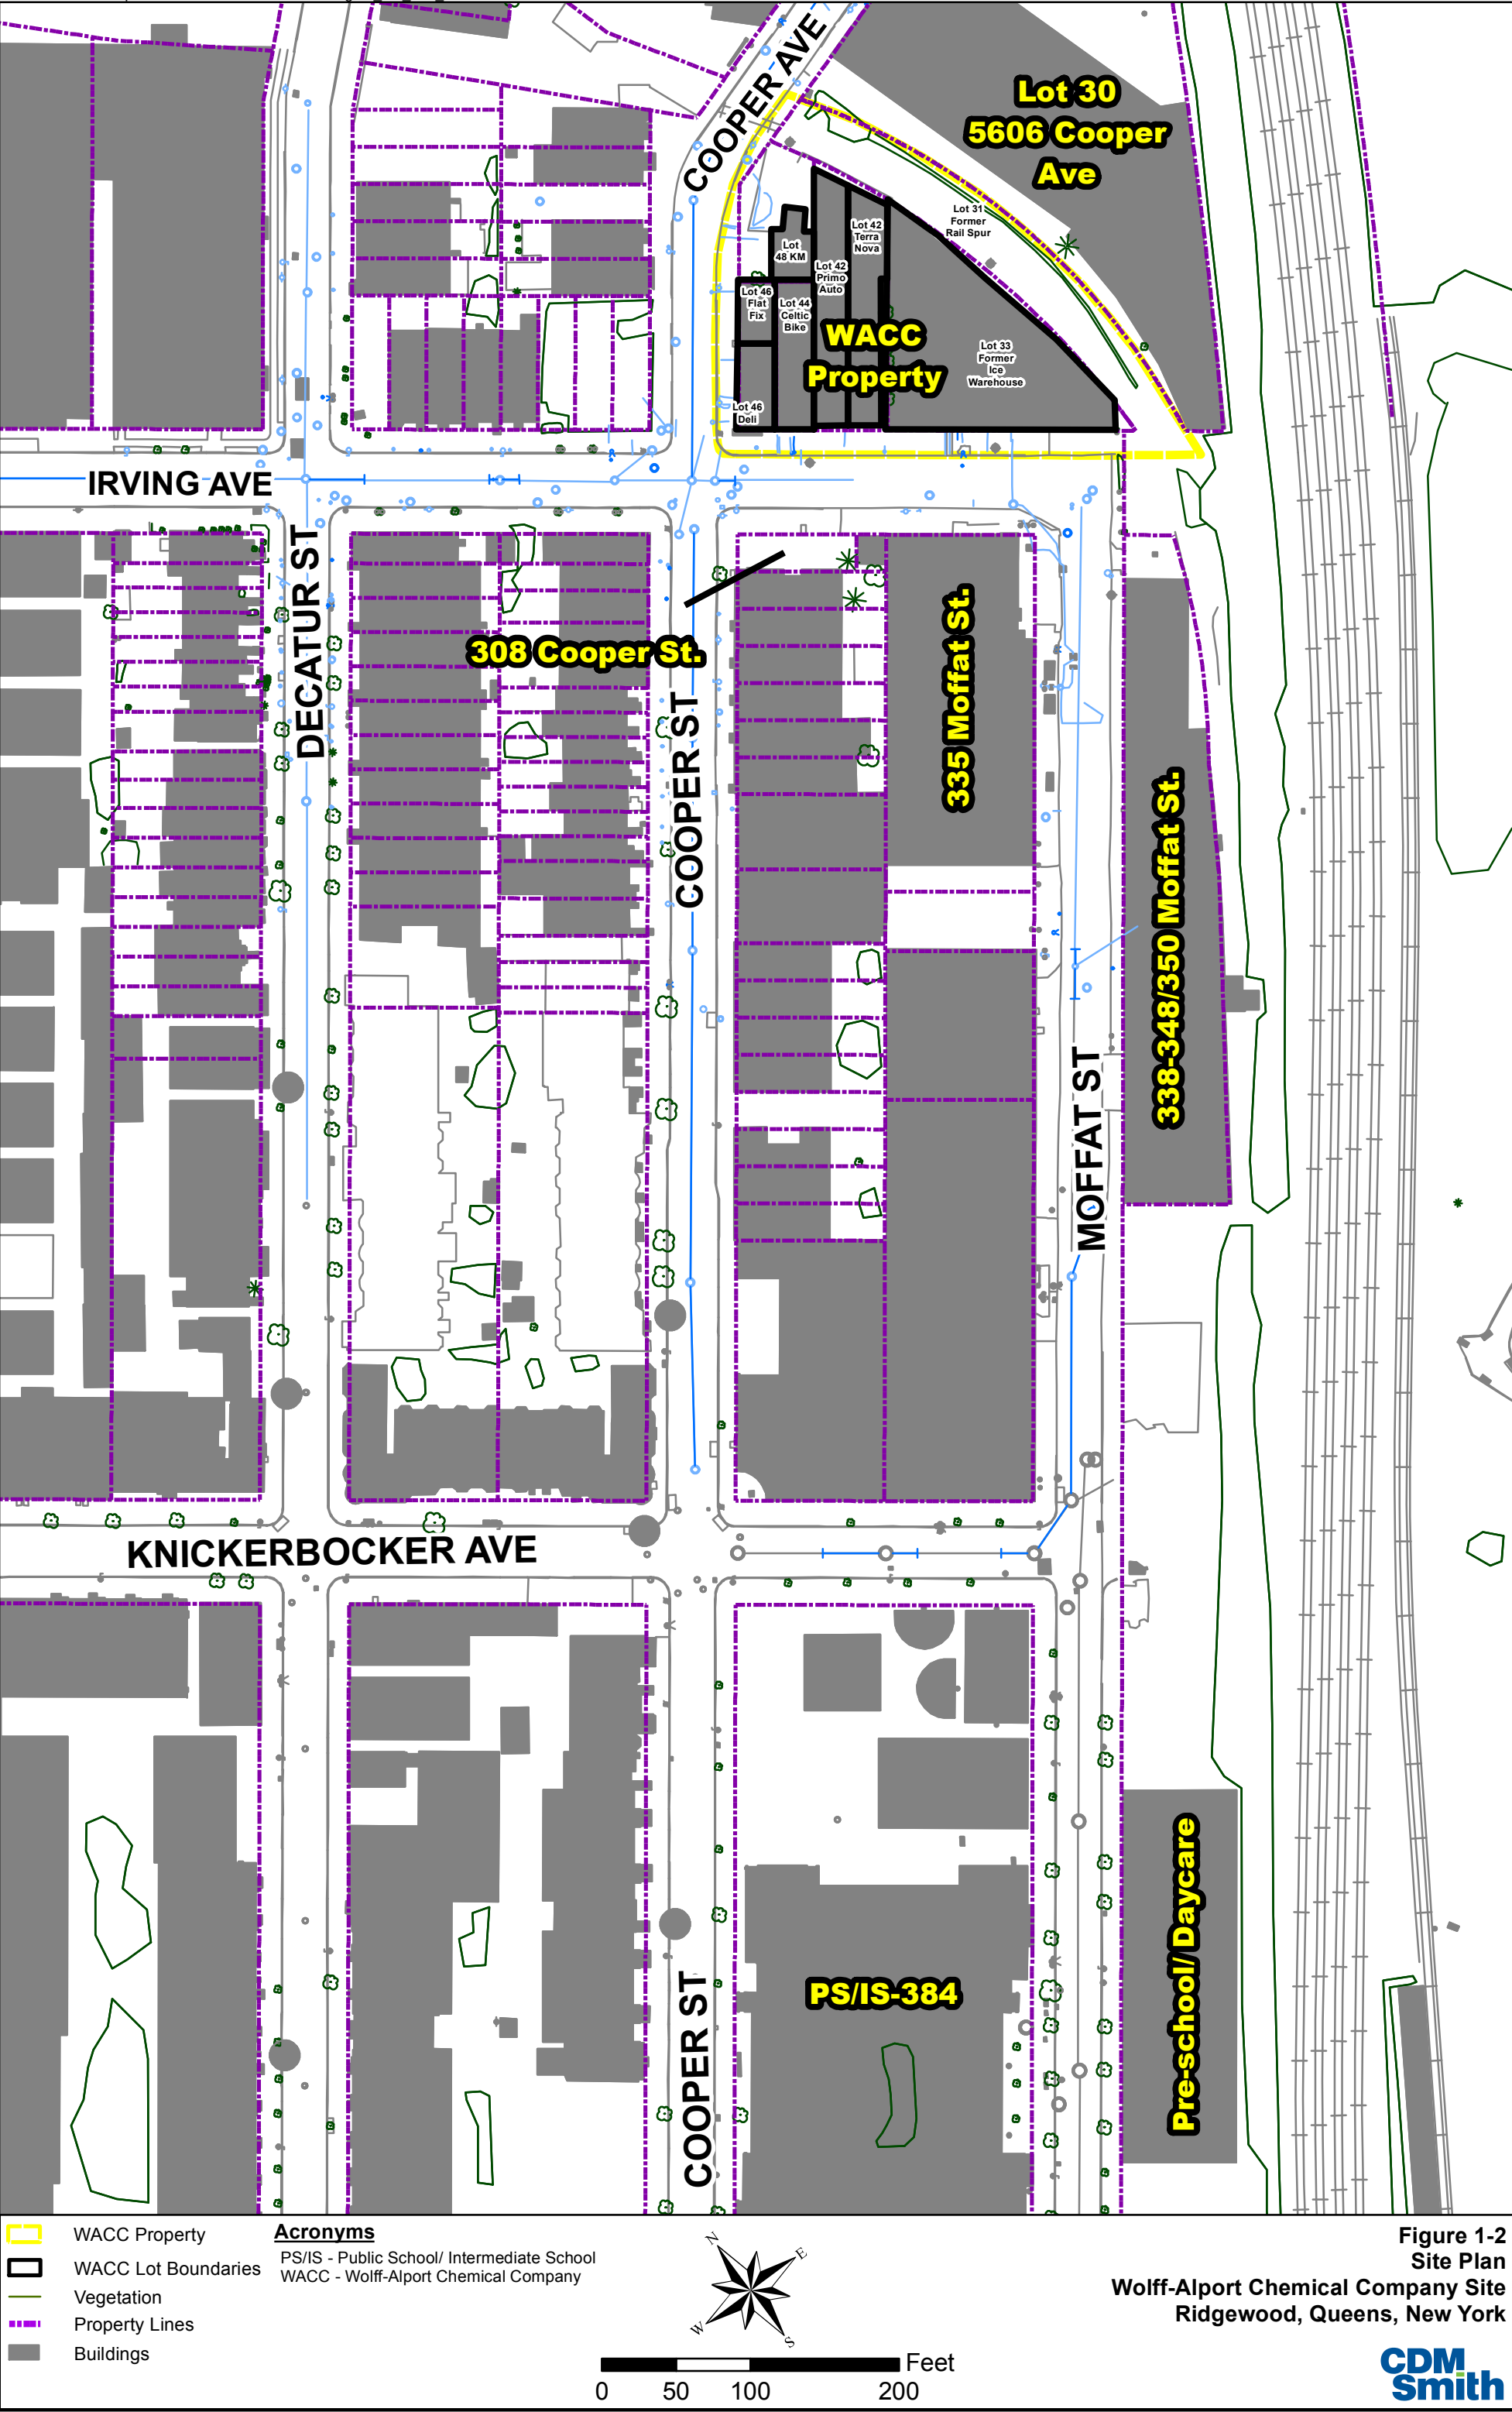 COOPER AVE
Lot 30
5606 Cooper
Ave
Lot 31
Former
Rail Spur
Lot 42
Terra
Nova
Lot
48 KM
Lot 42
Primo
Auto
Lot 46
Flat
Fix
Lot 44
Celtic
Bike
WACC
Property
Lot 33
Former
Ice
Warehouse
Lot 46
Deli
IRVING AVE
DECATUR ST
308 Cooper St.
COOPER ST
335 Moffat St.
338-348/350 Moffat St.
MOFFAT ST
KNICKERBOCKER AVE
PS/IS-384
Pre-school/Daycare
COOPER ST
WACC Property
WACC Lot Boundaries
Vegetation
Property Lines
Buildings
Acronyms
PS/IS - Public School/ Intermediate School
WACC - Wolff-Alport Chemical Company
N
E
W
S
Feet
0 50 100 200
Figure 1-2
Site Plan
Wolff-Alport Chemical Company Site
Ridgewood, Queens, New York
CDM
Smith